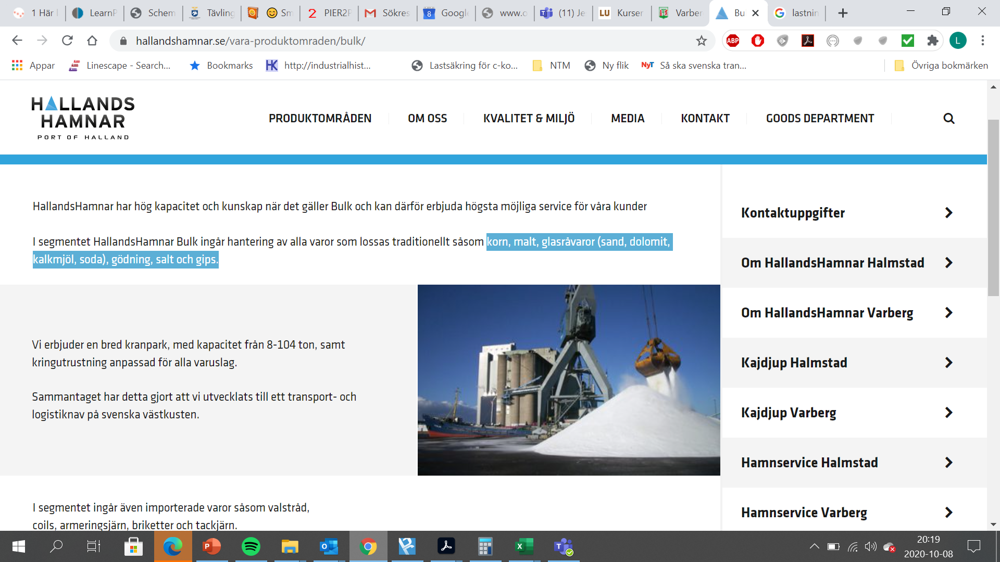 1 Här
LearnP
Schem
Tävling
Sm
PIER2P
Sökres
Google
www.o
(11) Je
Kurser
Varber
Bu
lastnin
hallandshamnar.se/vara-produktomraden/bulk/
ABP
L
Appar
Linescape - Search...
Bookmarks
HK http://industrialhist...
Lastsäkring för c-ko...
NTM
Ny flik
NyT Så ska svenska tran...
Övriga bokmärken
HALLANDS
HAMNAR
PORT OF HALLAND
PRODUKTOMRÅDEN
OM OSS
KVALITET & MILJÖ
MEDIA
KONTAKT
GOODS DEPARTMENT
HallandsHamnar har hög kapacitet och kunskap när det gäller Bulk och kan därför erbjuda högsta möjliga service för våra kunder
I segmentet HallandsHamnar Bulk ingår hantering av alla varor som lossas traditionellt såsom korn, malt, glasråvaror (sand, dolomit,
kalkmjöl, soda), gödning, salt och gips.
Vi erbjuder en bred kranpark, med kapacitet från 8-104 ton, samt
kringutrustning anpassad för alla varuslag.
Sammantaget har detta gjort att vi utvecklats till ett transport- och
logistiknav på svenska västkusten.
I segmentet ingår även importerade varor såsom valstråd,
coils, armeringsjärn, briketter och tackjärn.
Kontaktuppgifter
Om HallandsHamnar Halmstad
Om HallandsHamnar Varberg
Kajdjup Halmstad
Kajdjup Varberg
Hamnservice Halmstad
Hamnservice Varberg
20:19
2020-10-08